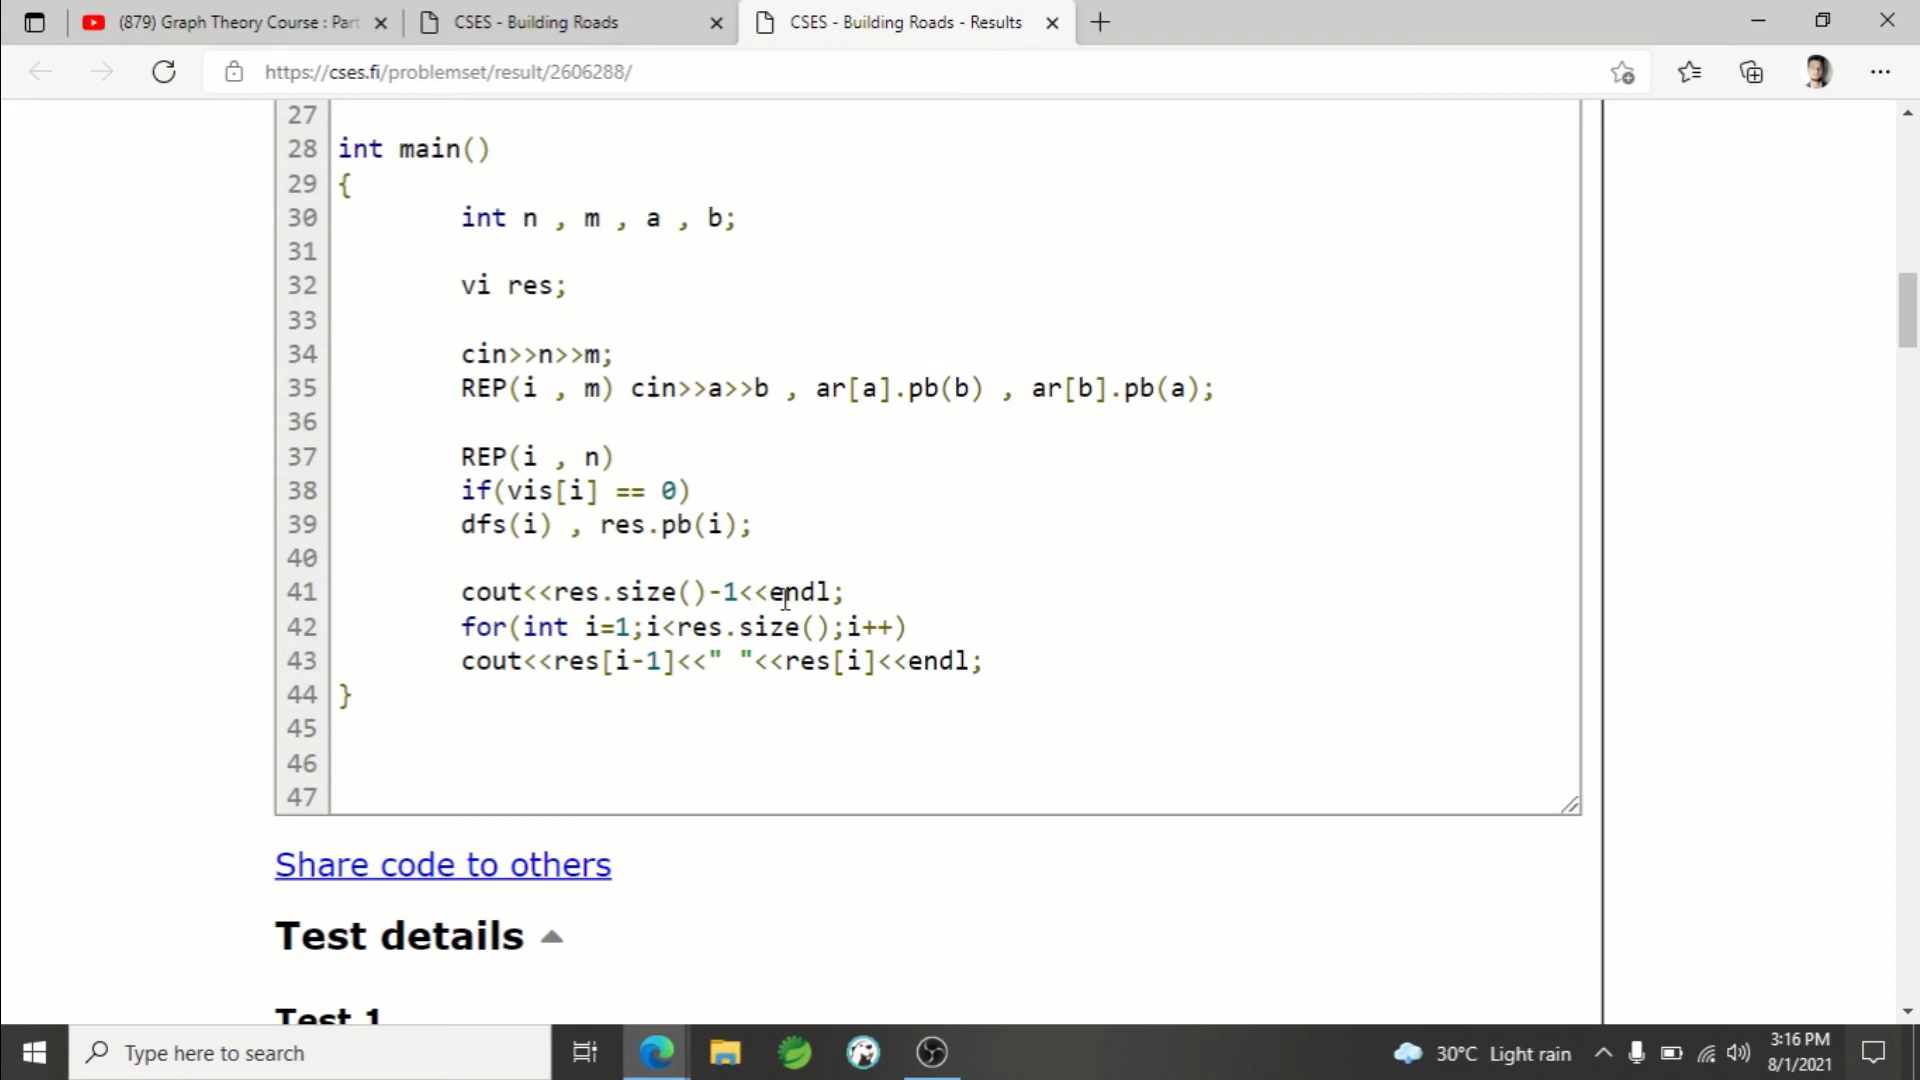 (879) Graph Theory Course : Part
CSES - Building Roads
CSES - Building Roads - Results
https://cses.fi/problemset/result/2606288/
27
28 int main()
29 {
30 int n , m , a , b;
31
32 vi res;
33
34 cin>>n>>m;
35 REP(i , m) cin>>a>>b , ar[a].pb(b) , ar[b].pb(a);
36
37 REP(i , n)
38 if(vis[i] == 0)
39 dfs(i) , res.pb(i);
40
41 cout<<res.size()-1<<endl;
42 for(int i=1;i<res.size();i++)
43 cout<<res[i-1]<<" "<<res[i]<<endl;
44 }
45
46
47
Share code to others
Test details
Test 1
Type here to search
30°C Light rain
3:16 PM
8/1/2021